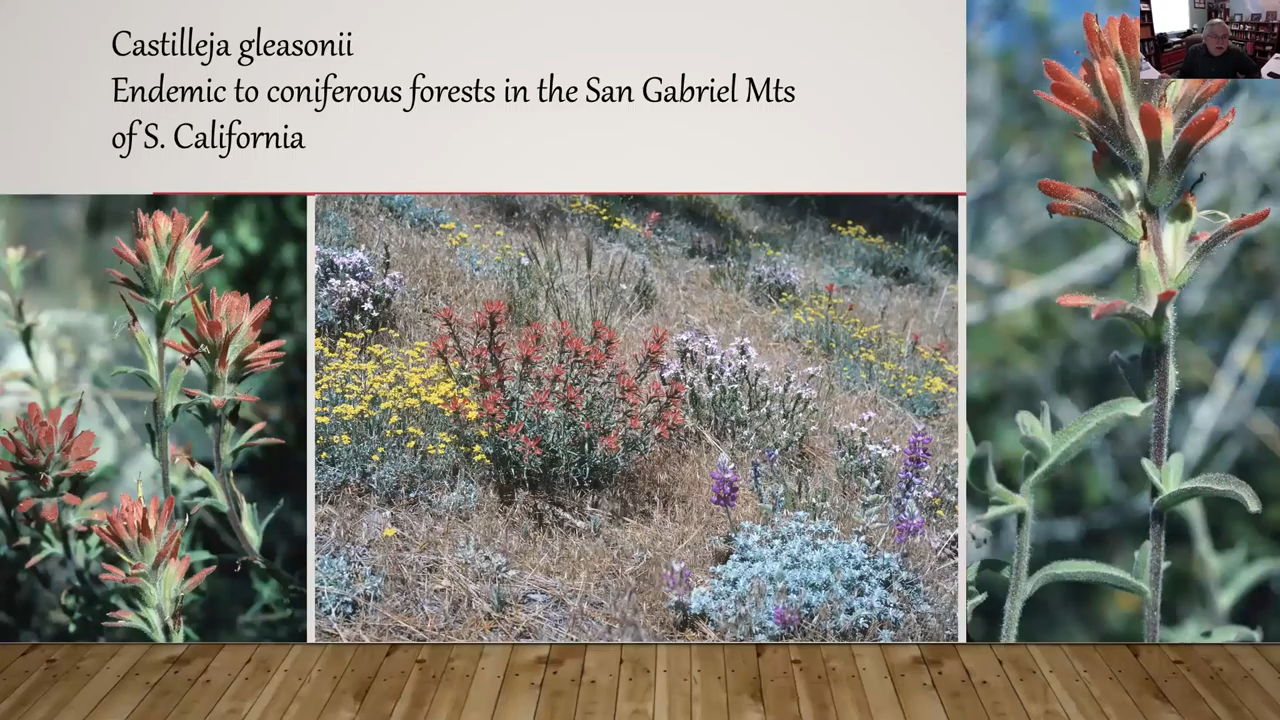 Castilleja gleasonii
Endemic to coniferous forests in the San Gabriel Mts
of S. California